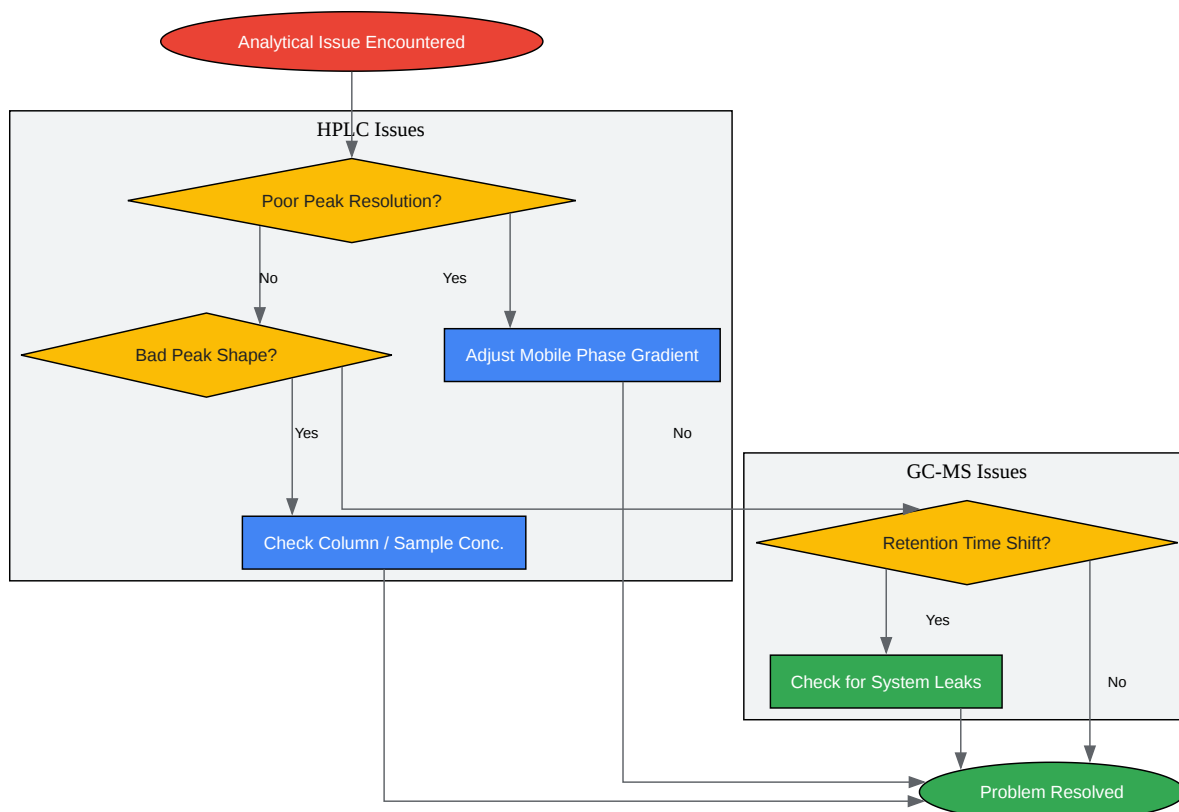 Analytical Issue Encountered
HPLC Issues
Poor Peak Resolution?
No
Yes
Bad Peak Shape?
Adjust Mobile Phase Gradient
Yes
No
GC-MS Issues
Check Column / Sample Conc.
Retention Time Shift?
Yes
Check for System Leaks
No
Problem Resolved